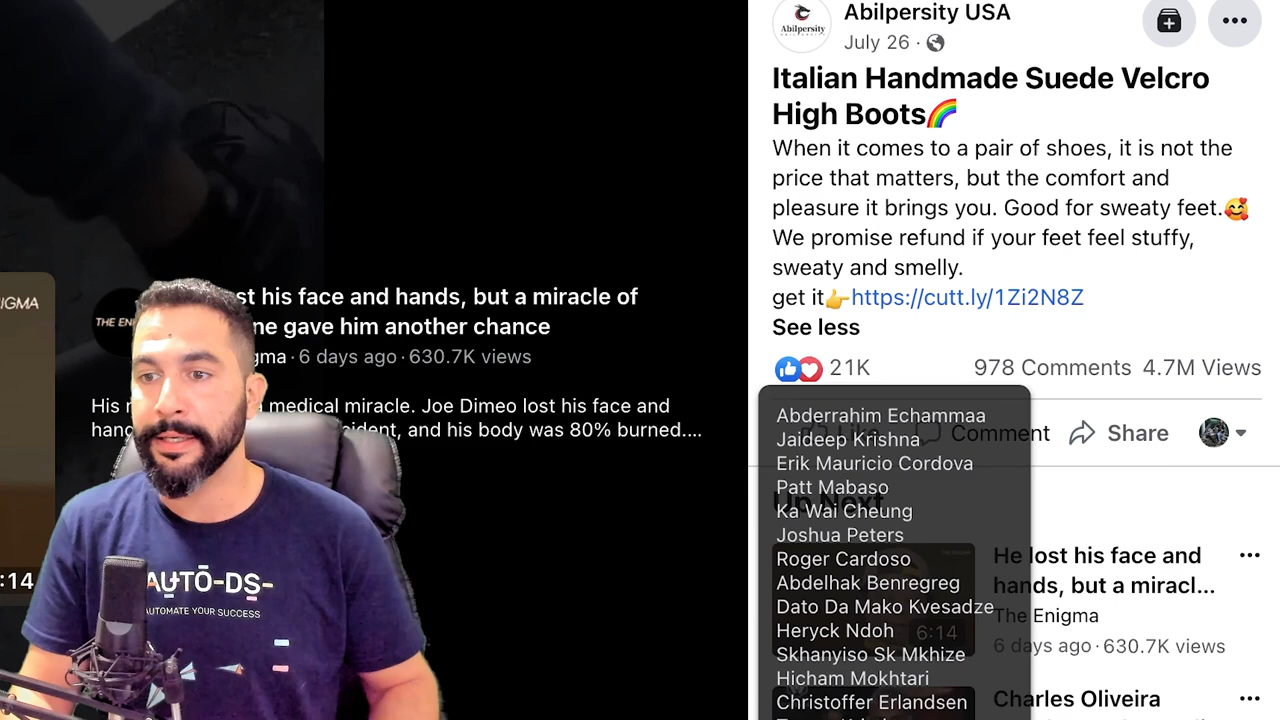 IGMA
:14
THE EN
st his face and hands, but a miracle of
ne gave him another chance
gma · 6 days ago · 630.7K views
His
medical miracle. Joe Dimeo lost his face and
ident, and his body was 80% burned....
AUTŌ-DS-
AUTOMATE YOUR SUCCESS
Abilpersity
Abilpersity USA
July 26 ·
Italian Handmade Suede Velcro
High Boots🌈
When it comes to a pair of shoes, it is not the
price that matters, but the comfort and
pleasure it brings you. Good for sweaty feet.🥰
We promise refund if your feet feel stuffy,
sweaty and smelly.
get it👉https://cutt.ly/1Zi2N8Z
See less
21K
978 Comments 4.7M Views
Like
Comment
Share
Abderrahim Echammaa
Jaideep Krishna
Erik Mauricio Cordova
Patt Mabaso
Ka Wai Cheung
Joshua Peters
Roger Cardoso
Abdelhak Benregreg
Dato Da Mako Kvesadze
Heryck Ndoh
Skhanyiso Sk Mkhize
Hicham Mokhtari
Christoffer Erlandsen
Up Next
6:14
He lost his face and
hands, but a miracl...
The Enigma
6 days ago · 630.7K views
Charles Oliveira